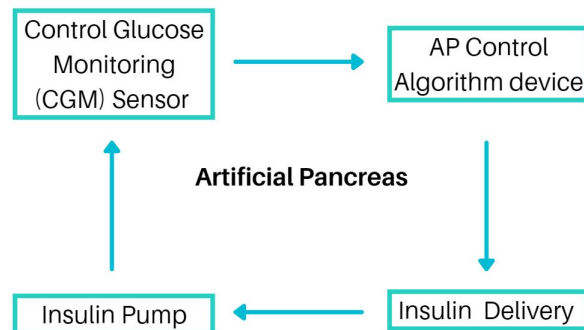 Control Glucose
Monitoring
(CGM) Sensor
AP Control
Algorithm device
Artificial Pancreas
Insulin Pump
Insulin Delivery